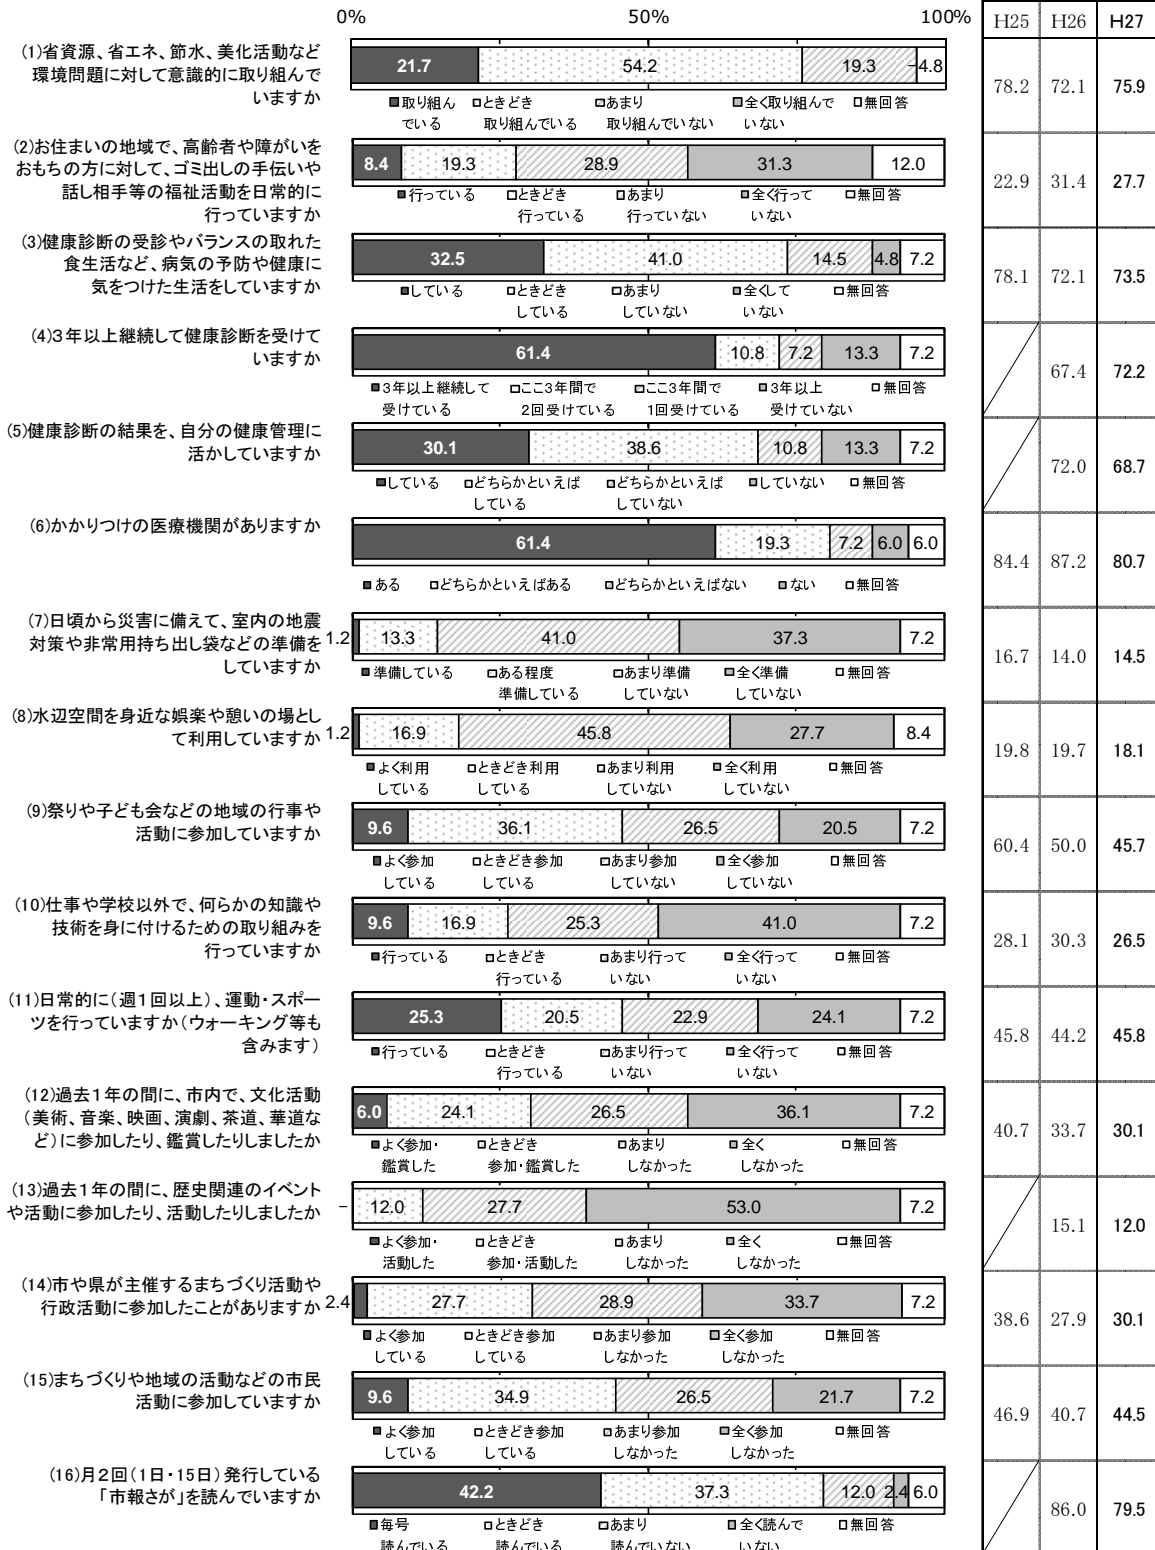 0% 50% 100% H25 H26 H27
(1)省資源、省エネ、節水、美化活動など
環境問題に対して意識的に取り組んで
いますか
21.7 54.2 19.3 - 4.8
78.2 72.1 75.9
■取り組ん □ときどき □あまり ■全く取り組んで □無回答
でいる 取り組んでいる 取り組んでいない いない
(2)お住まいの地域で、高齢者や障がいを
おもちの方に対して、ゴミ出しの手伝いや
話し相手等の福祉活動を日常的に
行っていますか
8.4 19.3 28.9 31.3 12.0
22.9 31.4 27.7
■行っている □ときどき □あまり ■全く行って □無回答
行っている 行っていない いない
(3)健康診断の受診やバランスの取れた
食生活など、病気の予防や健康に
気をつけた生活をしていますか
32.5 41.0 14.5 4.8 7.2
78.1 72.1 73.5
■している □ときどき □あまり ■全くして □無回答
している していない いない
(4)3年以上継続して健康診断を受けて
いますか
61.4 10.8 7.2 13.3 7.2
67.4 72.2
■3年以上継続して □ここ3年間で □ここ3年間で ■3年以上 □無回答
受けている 2回受けている 1回受けている 受けていない
(5)健康診断の結果を、自分の健康管理に
活かしていますか
30.1 38.6 10.8 13.3 7.2
72.0 68.7
■している □どちらかといえば □どちらかといえば ■していない □無回答
している していない
(6)かかりつけの医療機関がありますか
61.4 19.3 7.2 6.0 6.0
84.4 87.2 80.7
■ある □どちらかといえばある □どちらかといえばない ■ない □無回答
(7)日頃から災害に備えて、室内の地震
対策や非常用持ち出し袋などの準備を
していますか
1.2 13.3 41.0 37.3 7.2
16.7 14.0 14.5
■準備している □ある程度 □あまり準備 ■全く準備 □無回答
準備している していない していない
(8)水辺空間を身近な娯楽や憩いの場とし
て利用していますか
1.2 16.9 45.8 27.7 8.4
19.8 19.7 18.1
■よく利用 □ときどき利用 □あまり利用 ■全く利用 □無回答
している している していない していない
(9)祭りや子ども会などの地域の行事や
活動に参加していますか
9.6 36.1 26.5 20.5 7.2
60.4 50.0 45.7
■よく参加 □ときどき参加 □あまり参加 ■全く参加 □無回答
している している していない していない
(10)仕事や学校以外で、何らかの知識や
技術を身に付けるための取り組みを
行っていますか
9.6 16.9 25.3 41.0 7.2
28.1 30.3 26.5
■行っている □ときどき □あまり行って ■全く行って □無回答
行っている いない いない
(11)日常的に(週1回以上)、運動・スポー
ツを行っていますか(ウォーキング等も
含みます)
25.3 20.5 22.9 24.1 7.2
45.8 44.2 45.8
■行っている □ときどき □あまり行って ■全く行って □無回答
行っている いない いない
(12)過去1年の間に、市内で、文化活動
(美術、音楽、映画、演劇、茶道、華道な
ど)に参加したり、鑑賞したりしましたか
6.0 24.1 26.5 36.1 7.2
40.7 33.7 30.1
■よく参加・ □ときどき □あまり ■全く □無回答
鑑賞した 参加・鑑賞した しなかった しなかった
(13)過去1年の間に、歴史関連のイベント
や活動に参加したり、活動したりしましたか
- 12.0 27.7 53.0 7.2
15.1 12.0
■よく参加・ □ときどき □あまり ■全く □無回答
活動した 参加・活動した しなかった しなかった
(14)市や県が主催するまちづくり活動や
行政活動に参加したことがありますか
2.4 27.7 28.9 33.7 7.2
38.6 27.9 30.1
■よく参加 □ときどき参加 □あまり参加 ■全く参加 □無回答
している している しなかった しなかった
(15)まちづくりや地域の活動などの市民
活動に参加していますか
9.6 34.9 26.5 21.7 7.2
46.9 40.7 44.5
■よく参加 □ときどき参加 □あまり参加 ■全く参加 □無回答
している している しなかった しなかった
(16)月2回(1日・15日)発行している
「市報さが」を読んでいますか
42.2 37.3 12.0 2.4 6.0
86.0 79.5
■毎号 □ときどき □あまり ■全く読んで □無回答
読んでいる 読んでいる 読んでいない いない